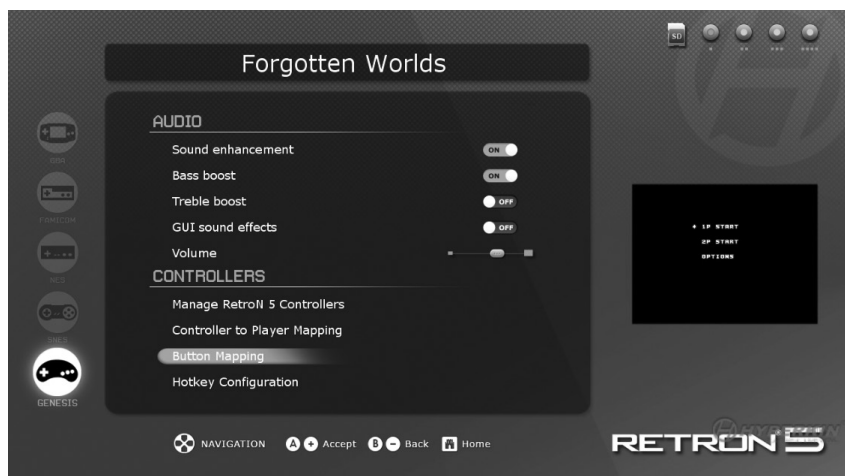 SD
Forgotten Worlds
AUDIO
Sound enhancement ON
Bass boost ON
Treble boost OFF
GUI sound effects OFF
Volume
CONTROLLERS
Manage RetroN 5 Controllers
Controller to Player Mapping
Button Mapping
Hotkey Configuration
GBA
FAMICOM
NES
SNES
GENESIS
1P START
2P START
OPTIONS
NAVIGATION A + Accept B - Back Home
HYPERKIN
RETRON 5